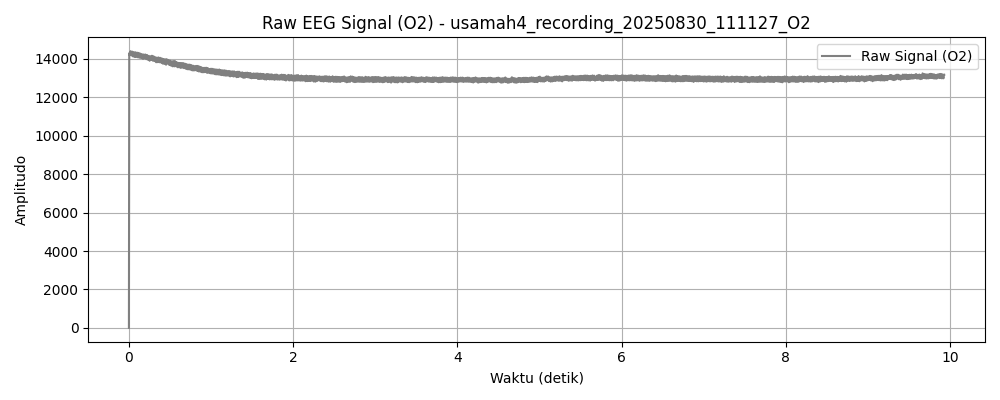 Raw EEG Signal (O2) - usamah4_recording_20250830_111127_O2
Raw Signal (O2)
Amplitudo
14000
12000
10000
8000
6000
4000
2000
0
0 2 4 6 8 10
Waktu (detik)